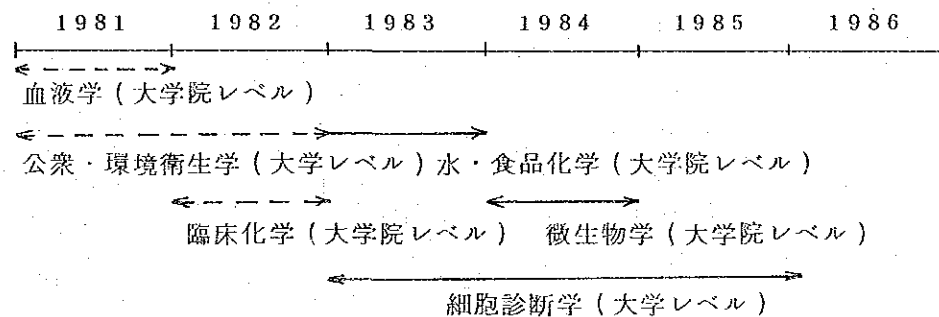 1981 1982 1983 1984 1985 1986
血液学(大学院レベル)
公衆・環境衛生学(大学レベル) 水・食品化学(大学院レベル)
臨床化学(大学院レベル) 微生物学(大学院レベル)
細胞診断学(大学レベル)